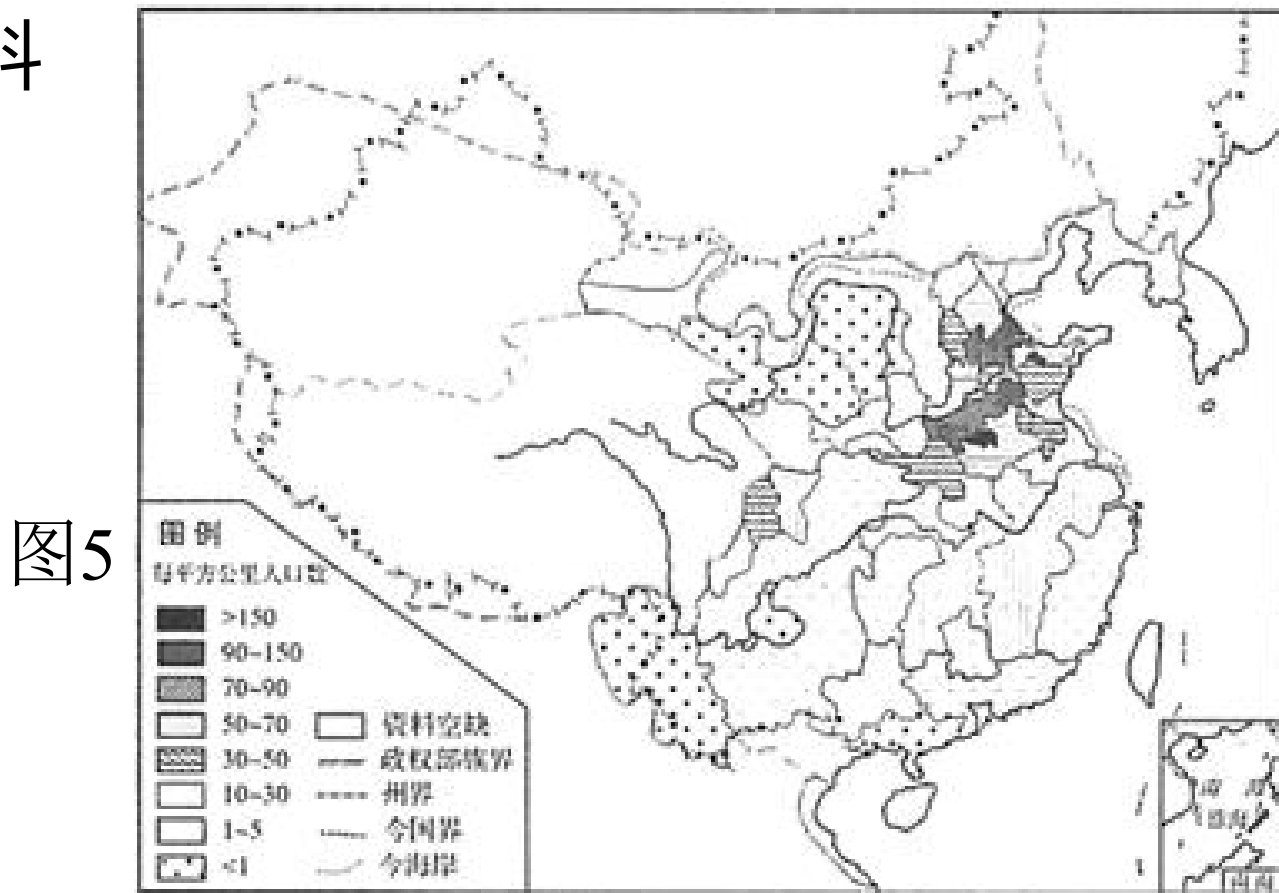 斗
图5
图 例
每平方公里人口数
>150
90-150
70-90
50-70
30-50
10-30
1-5
<1
资料空缺
政权部族界
州界
今国界
今海岸